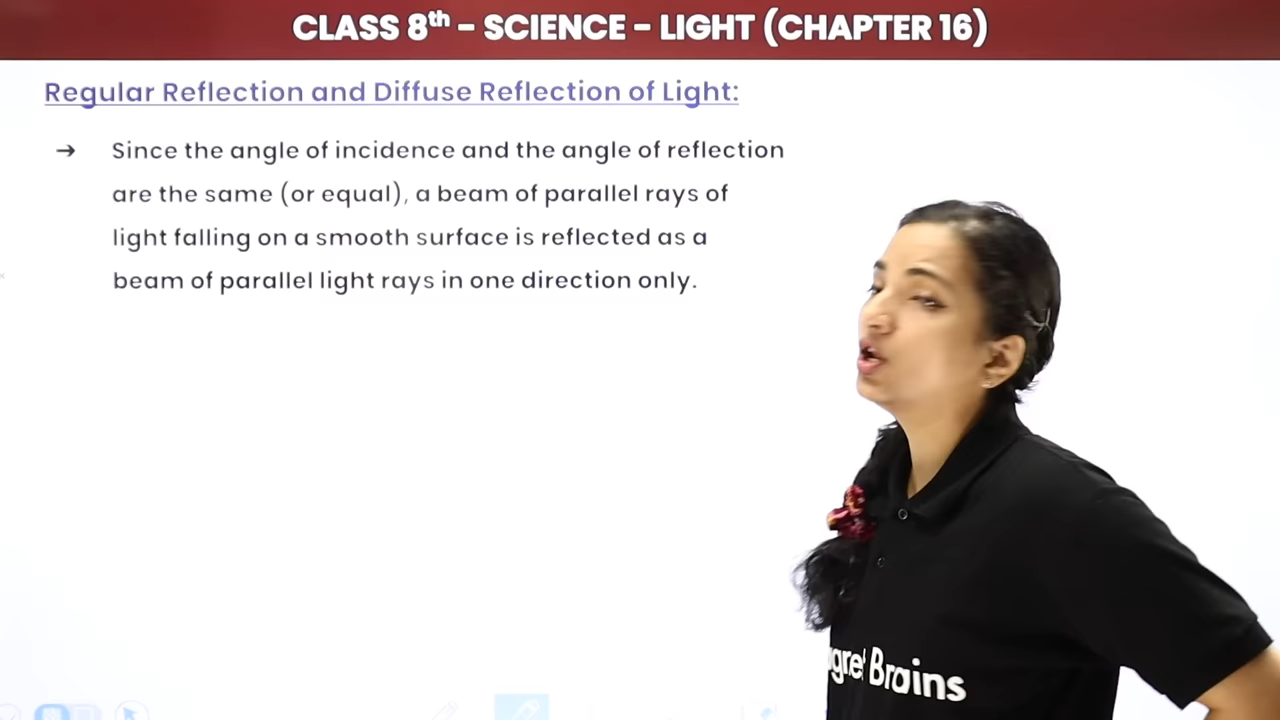 CLASS 8th – SCIENCE – LIGHT (CHAPTER 16)
Regular Reflection and Diffuse Reflection of Light:
→ Since the angle of incidence and the angle of reflection
are the same (or equal), a beam of parallel rays of
light falling on a smooth surface is reflected as a
beam of parallel light rays in one direction only.
Brains